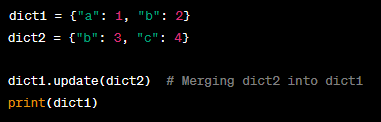 dict1 = {"a": 1, "b": 2}
dict2 = {"b": 3, "c": 4}
dict1.update(dict2)  # Merging dict2 into dict1
print(dict1)